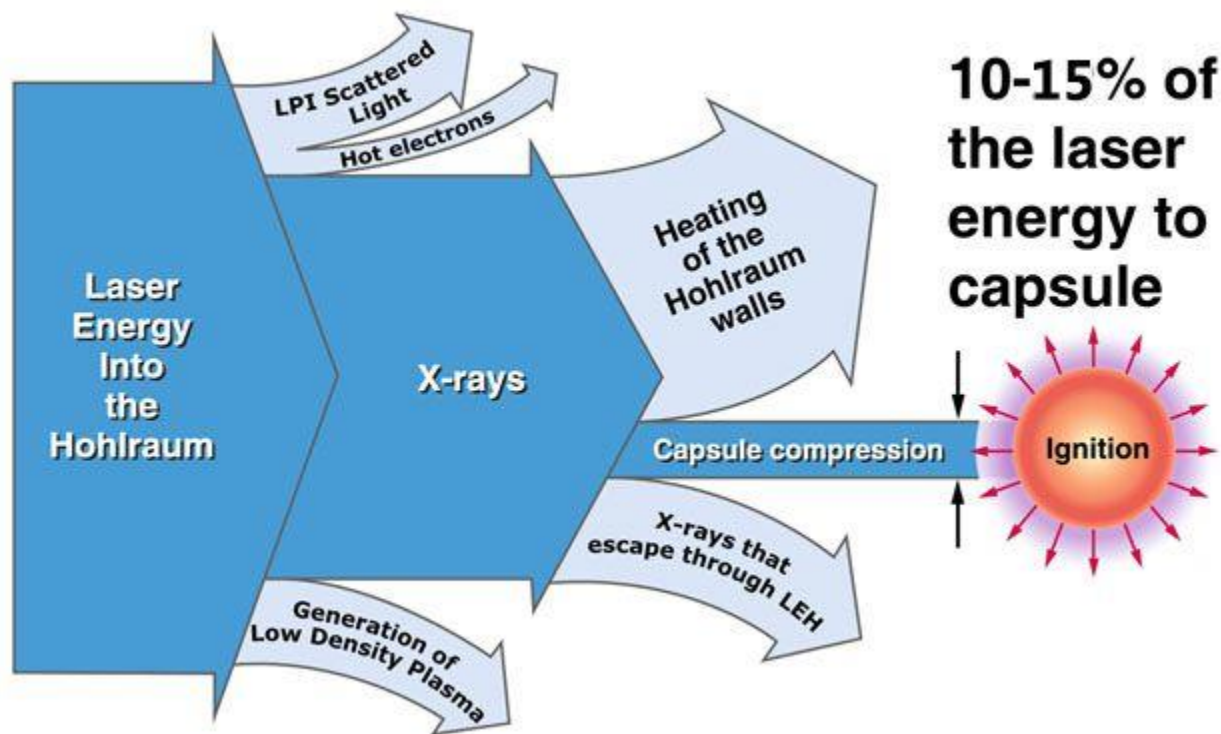 LPI Scattered
Light
Hot electrons
Laser
Energy
Into
the
Hohlraum
X-rays
Heating
of the
Hohlraum
walls
10-15% of
the laser
energy to
capsule
Capsule compression
Ignition
X-rays that
escape through LEH
Generation of
Low Density Plasma